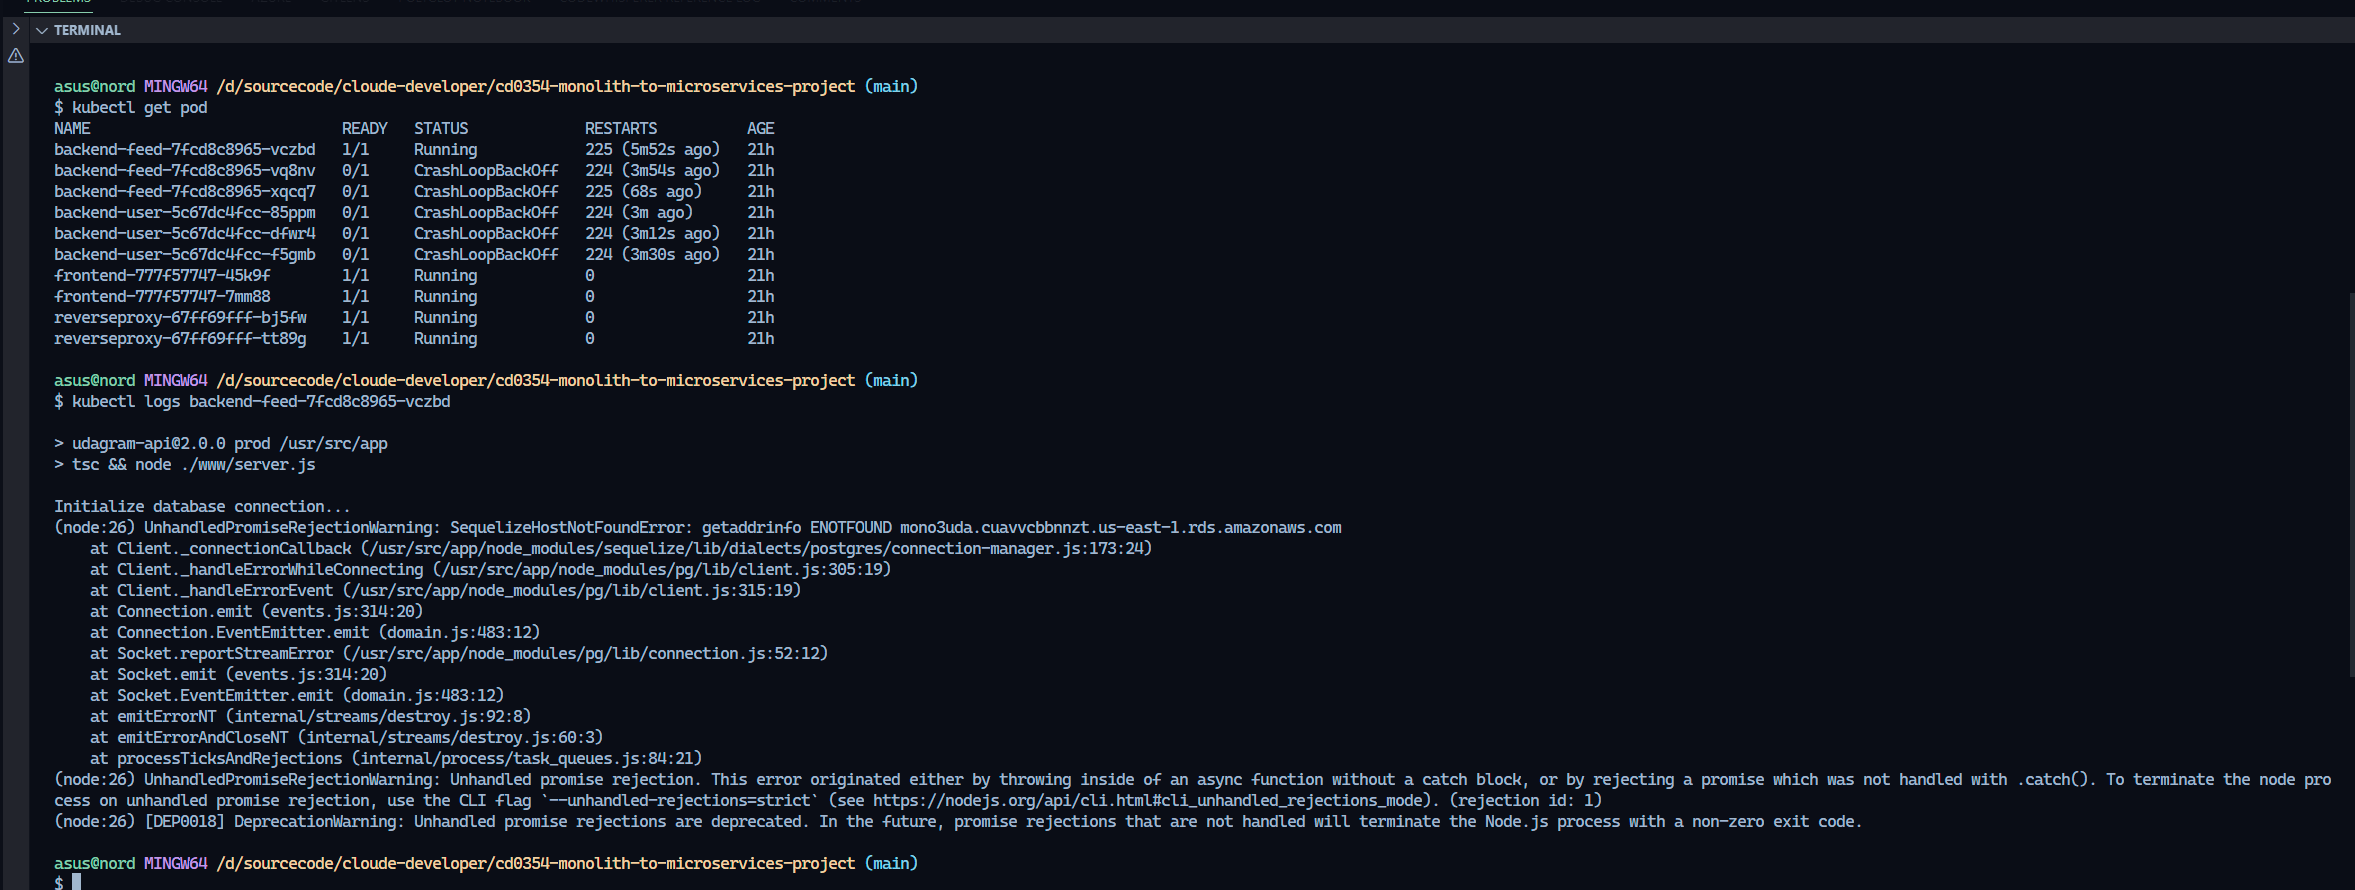 PROBLEMS
TERMINAL
asus@nord MINGW64 /d/sourcecode/cloude-developer/cd0354-monolith-to-microservices-project (main)
$ kubectl get pod
NAME READY STATUS RESTARTS AGE
backend-feed-7fcd8c8965-vczbd 1/1 Running 225 (5m52s ago) 21h
backend-feed-7fcd8c8965-vq8nv 0/1 CrashLoopBackOff 224 (3m54s ago) 21h
backend-feed-7fcd8c8965-xqcq7 0/1 CrashLoopBackOff 225 (68s ago) 21h
backend-user-5c67dc4fcc-85ppm 0/1 CrashLoopBackOff 224 (3m ago) 21h
backend-user-5c67dc4fcc-dfwr4 0/1 CrashLoopBackOff 224 (3m12s ago) 21h
backend-user-5c67dc4fcc-f5gmb 0/1 CrashLoopBackOff 224 (3m30s ago) 21h
frontend-777f57747-45k9f 1/1 Running 0 21h
frontend-777f57747-7mm88 1/1 Running 0 21h
reverseproxy-67ff69fff-bj5fw 1/1 Running 0 21h
reverseproxy-67ff69fff-tt89g 1/1 Running 0 21h
asus@nord MINGW64 /d/sourcecode/cloude-developer/cd0354-monolith-to-microservices-project (main)
$ kubectl logs backend-feed-7fcd8c8965-vczbd
> udagram-api@2.0.0 prod /usr/src/app
> tsc && node ./www/server.js
Initialize database connection...
(node:26) UnhandledPromiseRejectionWarning: SequelizeHostNotFoundError: getaddrinfo ENOTFOUND mono3uda.cuavvcbbnnzt.us-east-1.rds.amazonaws.com
at Client._connectionCallback (/usr/src/app/node_modules/sequelize/lib/dialects/postgres/connection-manager.js:173:24)
at Client._handleErrorWhileConnecting (/usr/src/app/node_modules/pg/lib/client.js:305:19)
at Client._handleErrorEvent (/usr/src/app/node_modules/pg/lib/client.js:315:19)
at Connection.emit (events.js:314:20)
at Connection.EventEmitter.emit (domain.js:483:12)
at Socket.reportStreamError (/usr/src/app/node_modules/pg/lib/connection.js:52:12)
at Socket.emit (events.js:314:20)
at Socket.EventEmitter.emit (domain.js:483:12)
at emitErrorNT (internal/streams/destroy.js:92:8)
at emitErrorAndCloseNT (internal/streams/destroy.js:60:3)
at processTicksAndRejections (internal/process/task_queues.js:84:21)
(node:26) UnhandledPromiseRejectionWarning: Unhandled promise rejection. This error originated either by throwing inside of an async function without a catch block, or by rejecting a promise which was not handled with .catch(). To terminate the node pro
cess on unhandled promise rejection, use the CLI flag `--unhandled-rejections=strict` (see https://nodejs.org/api/cli.html#cli_unhandled_rejections_mode). (rejection id: 1)
(node:26) [DEP0018] DeprecationWarning: Unhandled promise rejections are deprecated. In the future, promise rejections that are not handled will terminate the Node.js process with a non-zero exit code.
asus@nord MINGW64 /d/sourcecode/cloude-developer/cd0354-monolith-to-microservices-project (main)
$